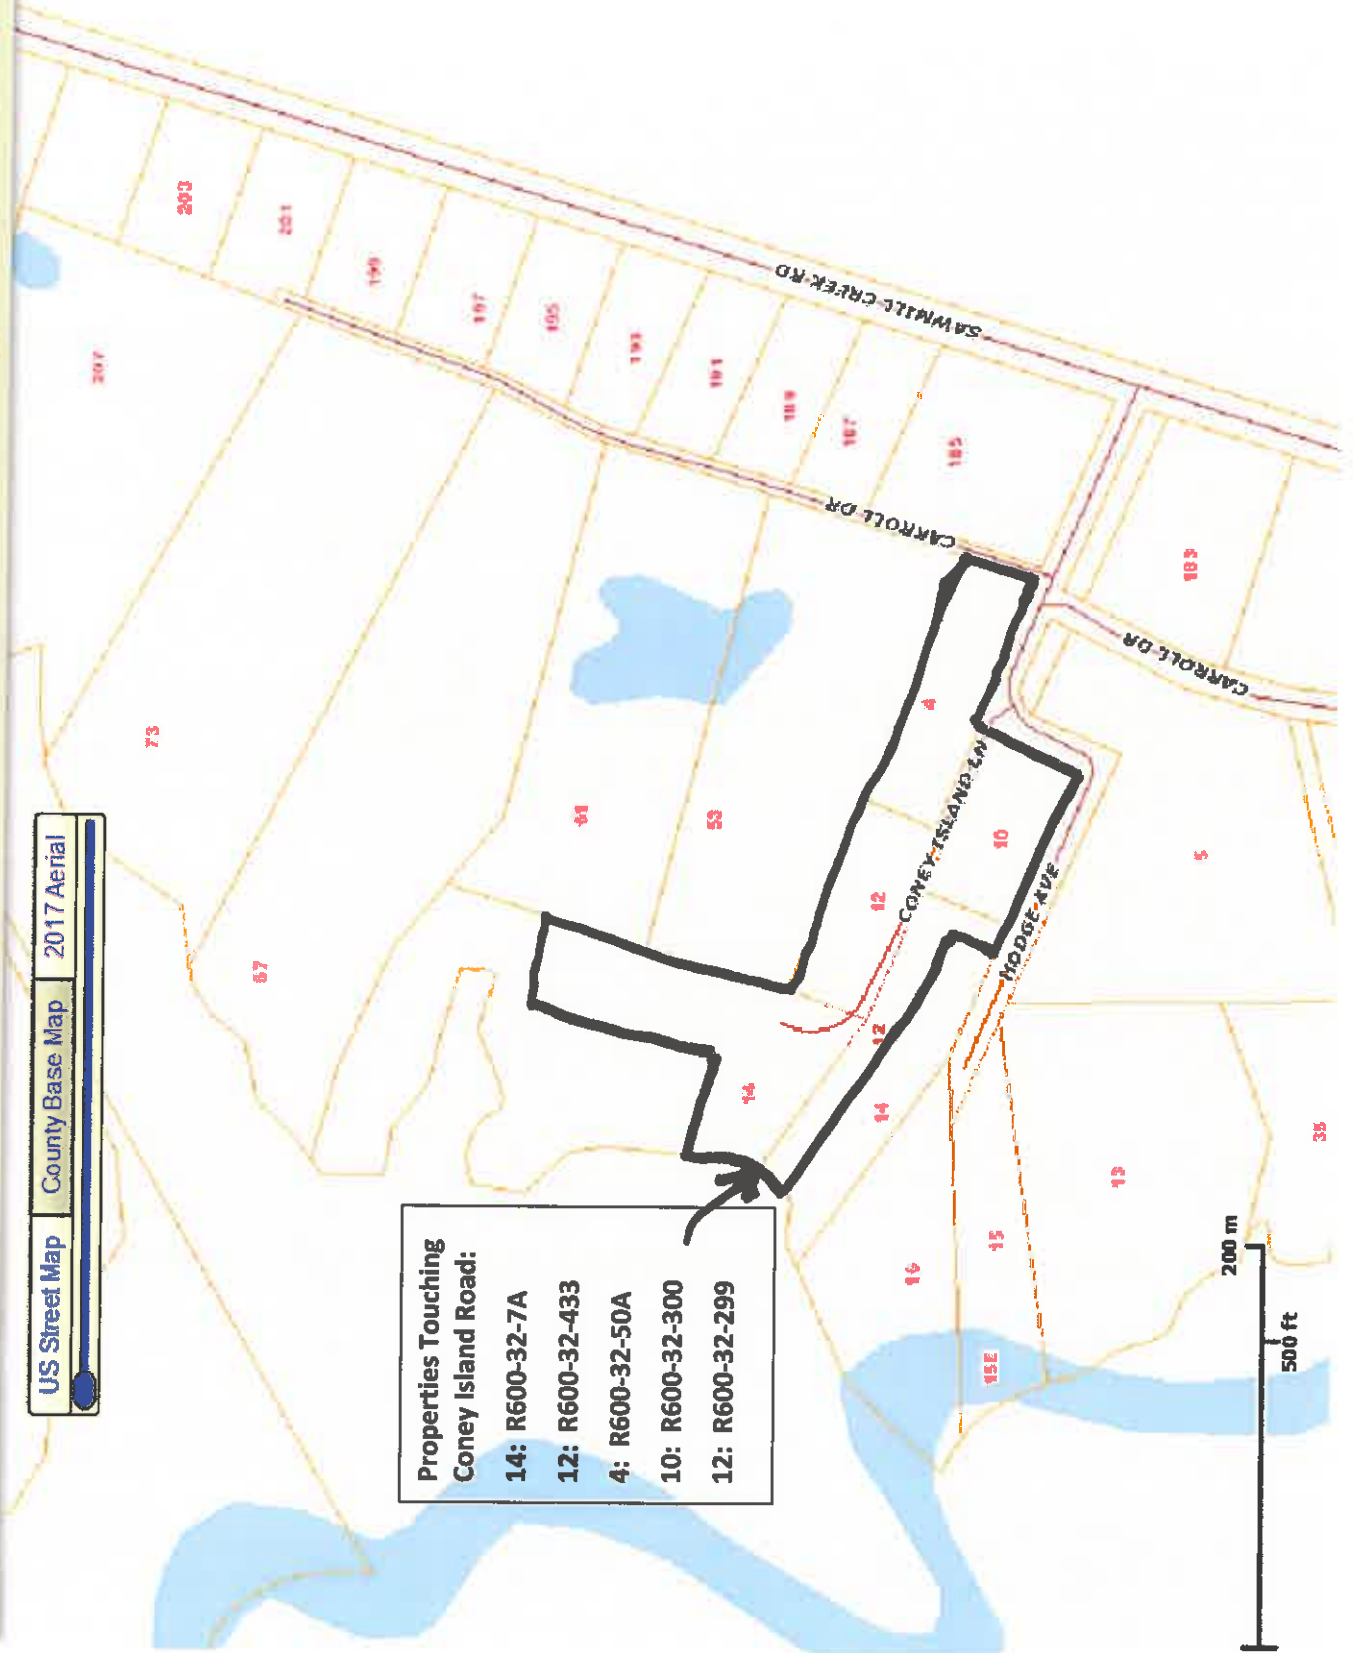 US Street Map
County Base Map
2017 Aerial
Properties Touching
Coney Island Road:
14: R600-32-7A
12: R600-32-433
4: R600-32-50A
10: R600-32-300
12: R600-32-299
207
203
201
199
197
195
193
191
189
187
185
183
73
67
61
53
4
12
10
12
14
14
16
15
15E
13
5
35
SAWMILL CREEK RD
CARROLL DR
CARROLL DR
CONEY ISLAND LN
HODGE AVE
200 m
500 ft